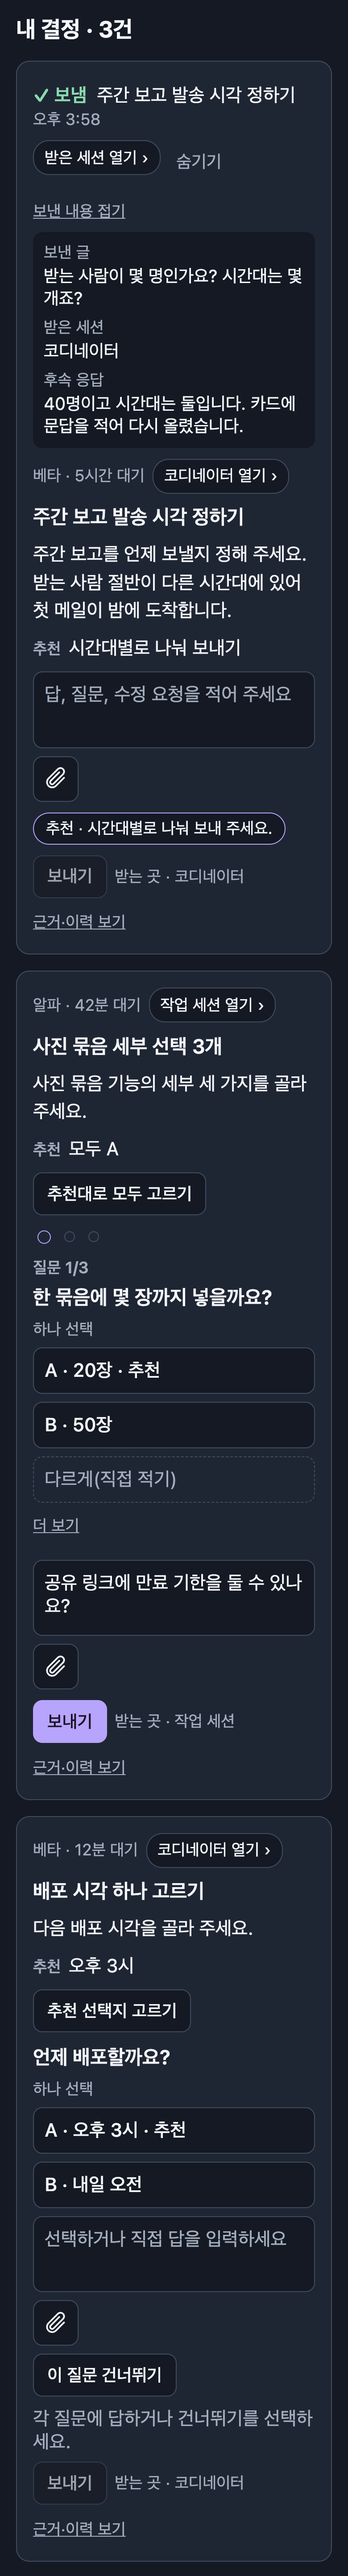 내 결정 · 3건
✓ 보냄 주간 보고 발송 시각 정하기
오후 3:58
받은 세션 열기 ›
숨기기
보낸 내용 접기
보낸 글
받는 사람이 몇 명인가요? 시간대는 몇
개죠?
받은 세션
코디네이터
후속 응답
40명이고 시간대는 둘입니다. 카드에
문답을 적어 다시 올렸습니다.
베타 · 5시간 대기 코디네이터 열기 ›
주간 보고 발송 시각 정하기
주간 보고를 언제 보낼지 정해 주세요.
받는 사람 절반이 다른 시간대에 있어
첫 메일이 밤에 도착합니다.
추천 시간대별로 나눠 보내기
답, 질문, 수정 요청을 적어 주세요
추천 · 시간대별로 나눠 보내 주세요.
보내기 받는 곳 · 코디네이터
근거·이력 보기
알파 · 42분 대기 작업 세션 열기 ›
사진 묶음 세부 선택 3개
사진 묶음 기능의 세부 세 가지를 골라
주세요.
추천 모두 A
추천대로 모두 고르기
질문 1/3
한 묶음에 몇 장까지 넣을까요?
하나 선택
A · 20장 · 추천
B · 50장
다르게(직접 적기)
더 보기
공유 링크에 만료 기한을 둘 수 있나
요?
보내기 받는 곳 · 작업 세션
근거·이력 보기
베타 · 12분 대기 코디네이터 열기 ›
배포 시각 하나 고르기
다음 배포 시각을 골라 주세요.
추천 오후 3시
추천 선택지 고르기
언제 배포할까요?
하나 선택
A · 오후 3시 · 추천
B · 내일 오전
선택하거나 직접 답을 입력하세요
이 질문 건너뛰기
각 질문에 답하거나 건너뛰기를 선택하
세요.
보내기 받는 곳 · 코디네이터
근거·이력 보기